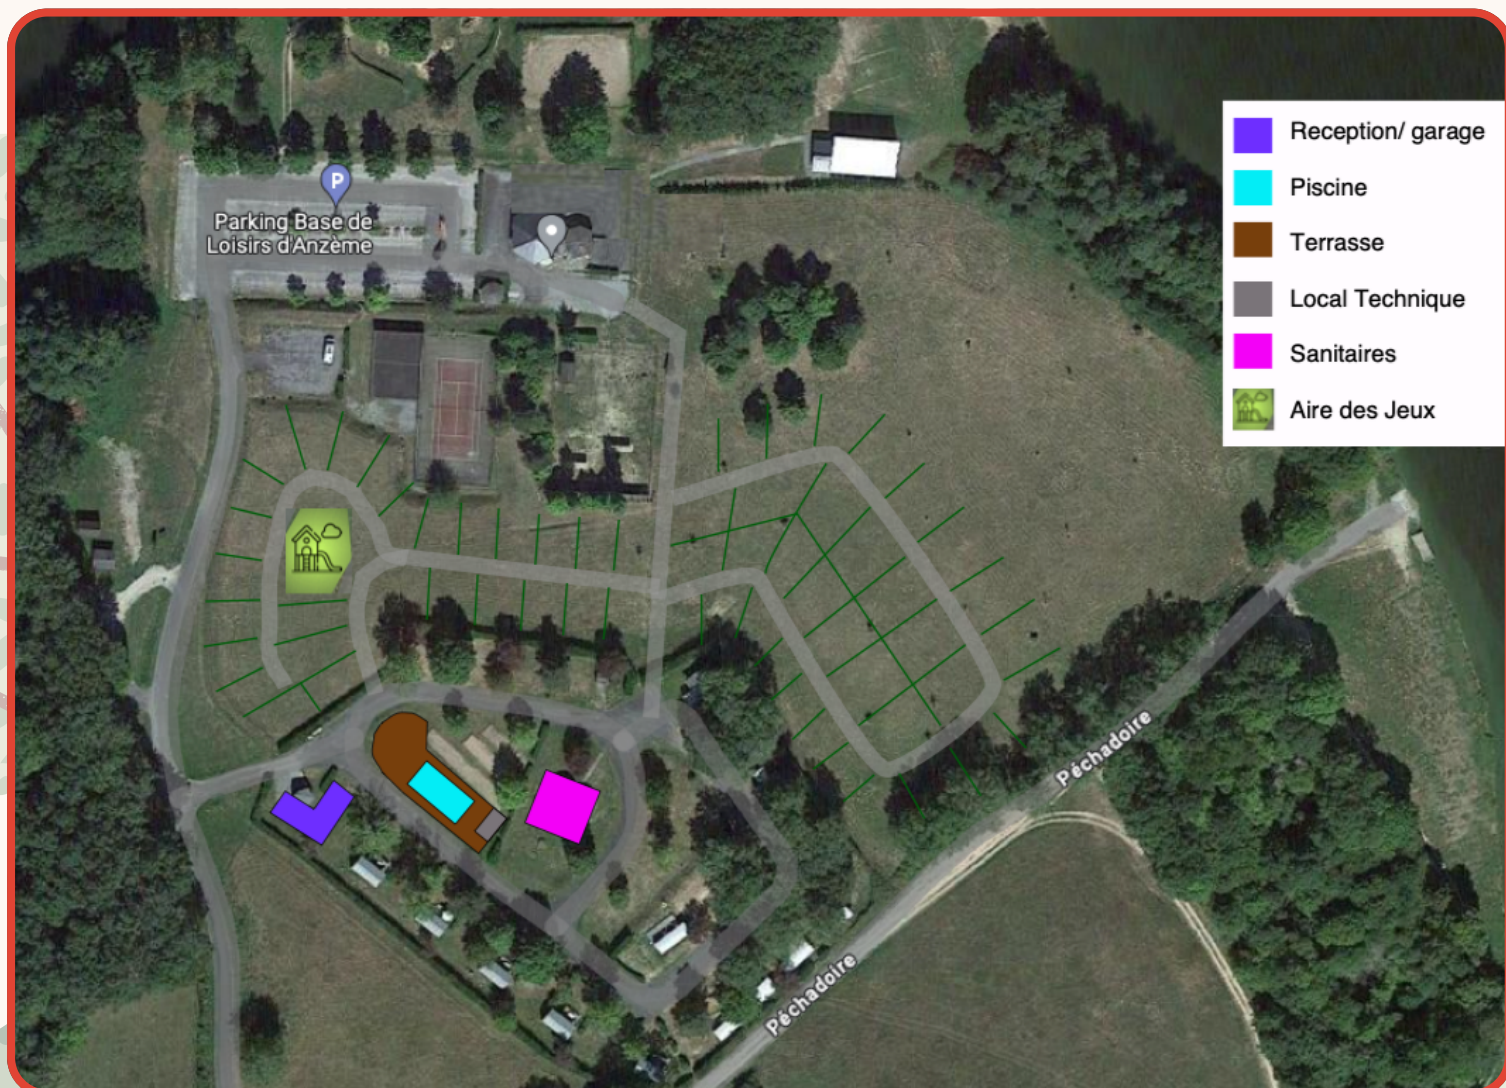 P
Parking Base de
Loisirs d'Anzème
Reception/ garage
Piscine
Terrasse
Local Technique
Sanitaires
Aire des Jeux
Péchadoire
Péchadoire